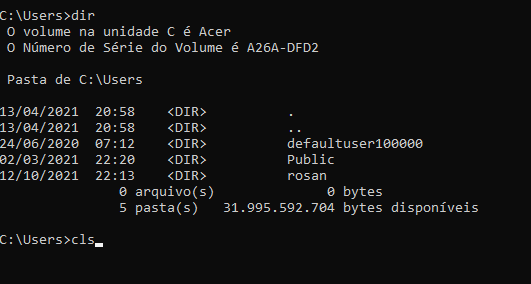 C:\Users>dir
O volume na unidade C é Acer
O Número de Série do Volume é A26A-DFD2
Pasta de C:\Users
13/04/2021 20:58 <DIR> .
13/04/2021 20:58 <DIR> ..
24/06/2020 07:12 <DIR> defaultuser100000
02/03/2021 22:20 <DIR> Public
12/10/2021 22:13 <DIR> rosan
0 arquivo(s) 0 bytes
5 pasta(s) 31.995.592.704 bytes disponíveis
C:\Users>cls